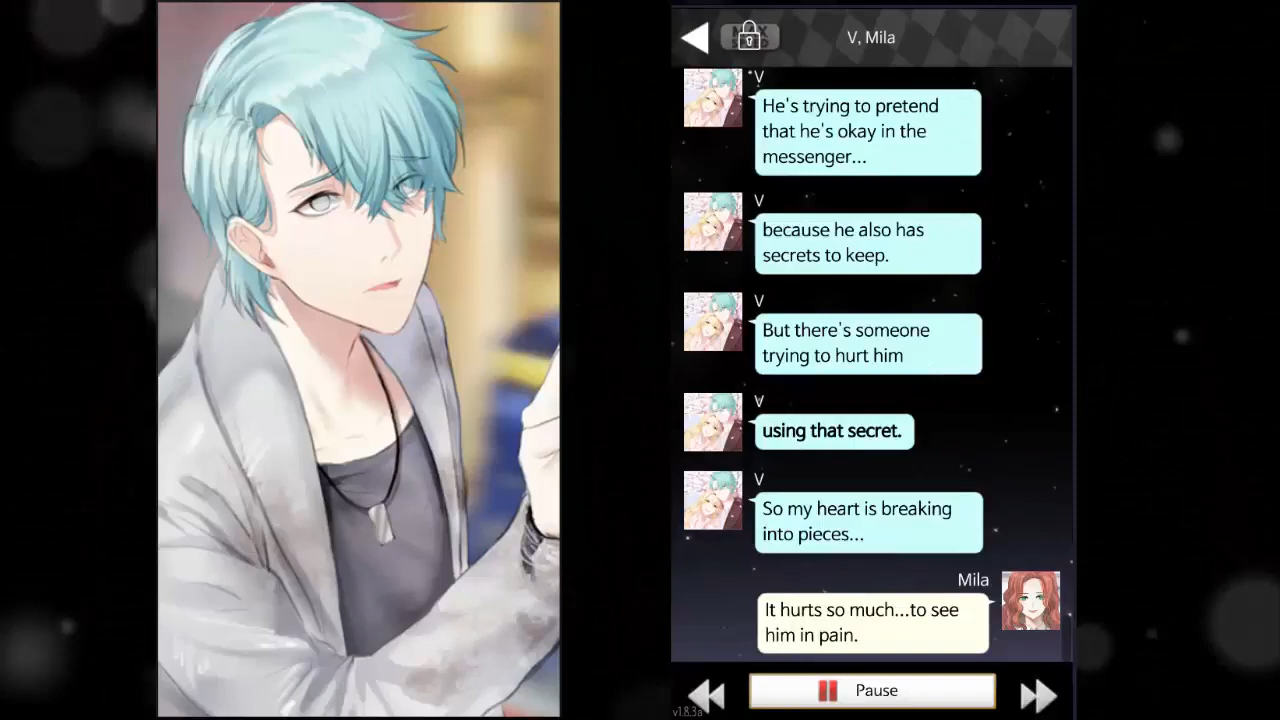 V, Mila
V
He's trying to pretend
that he's okay in the
messenger...
V
because he also has
secrets to keep.
V
But there's someone
trying to hurt him
V
using that secret.
V
So my heart is breaking
into pieces...
Mila
It hurts so much...to see
him in pain.
Pause
v1.8.3a